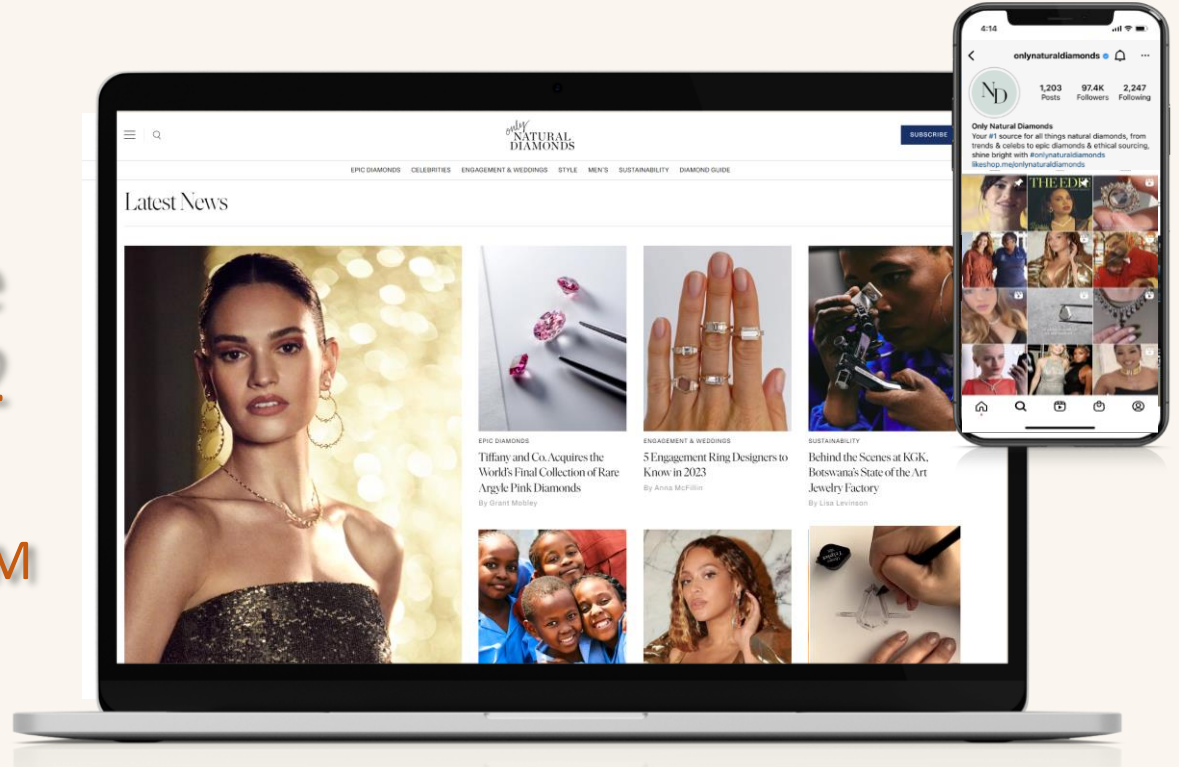 M
only
NATURAL
DIAMONDS
SUBSCRIBE
EPIC DIAMONDS CELEBRITIES ENGAGEMENT & WEDDINGS STYLE MEN'S SUSTAINABILITY DIAMOND GUIDE
Latest News
EPIC DIAMONDS
Tiffany and Co. Acquires the
World's Final Collection of Rare
Argyle Pink Diamonds
By Grant Mobley
ENGAGEMENT & WEDDINGS
5 Engagement Ring Designers to
Know in 2023
By Anna McFillin
SUSTAINABILITY
Behind the Scenes at KGK,
Botswana's State of the Art
Jewelry Factory
By Lisa Levinson
4:14
onlynaturaldiamonds
ND
1,203 97.4K 2,247
Posts Followers Following
Only Natural Diamonds
Your #1 source for all things natural diamonds, from
trends & celebs to epic diamonds & ethical sourcing,
shine bright with #onlynaturaldiamonds
likeshop.me/onlynaturaldiamonds